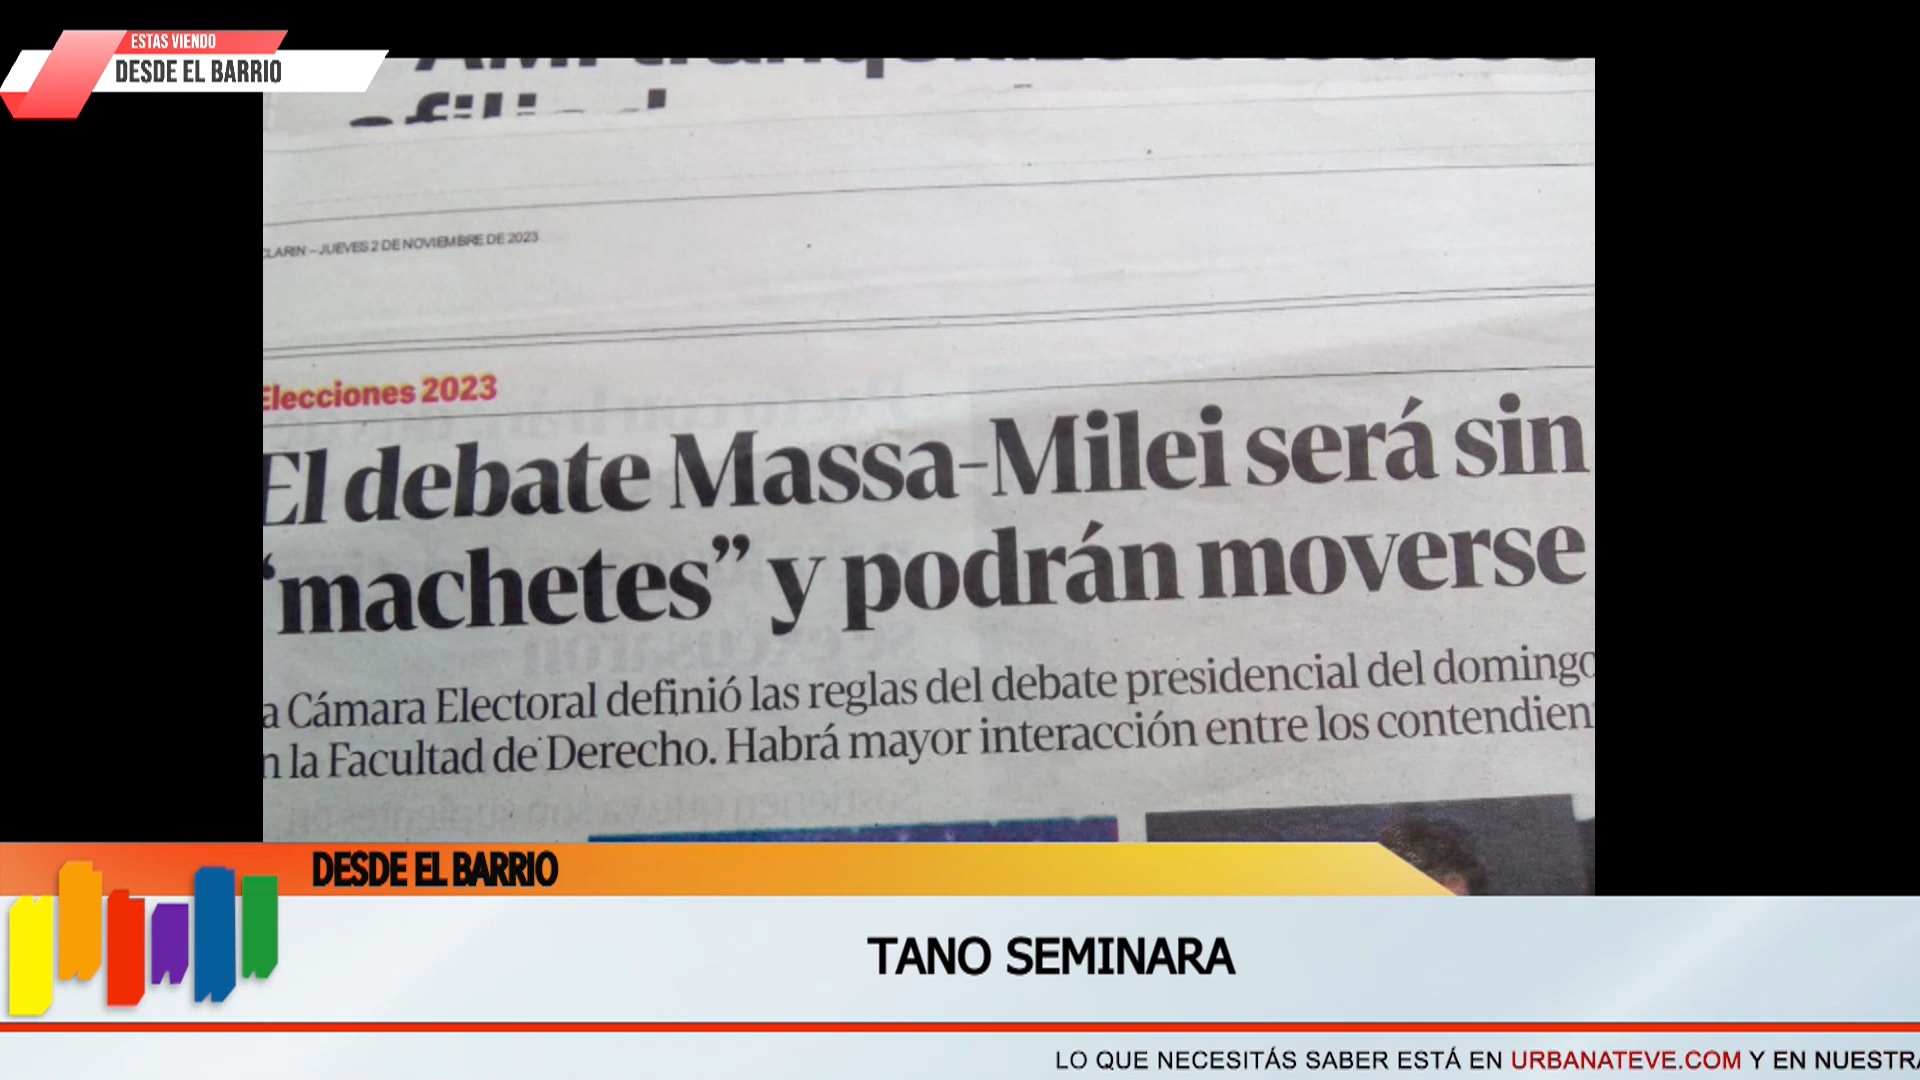 ESTAS VIENDO
DESDE EL BARRIO
CLARIN – JUEVES 2 DE NOVIEMBRE DE 2023
Elecciones 2023
El debate Massa-Milei será sin
“machetes” y podrán moverse
a Cámara Electoral definió las reglas del debate presidencial del domingo
n la Facultad de Derecho. Habrá mayor interacción entre los contendien
DESDE EL BARRIO
TANO SEMINARA
LO QUE NECESITÁS SABER ESTÁ EN URBANATEVE.COM Y EN NUESTRA